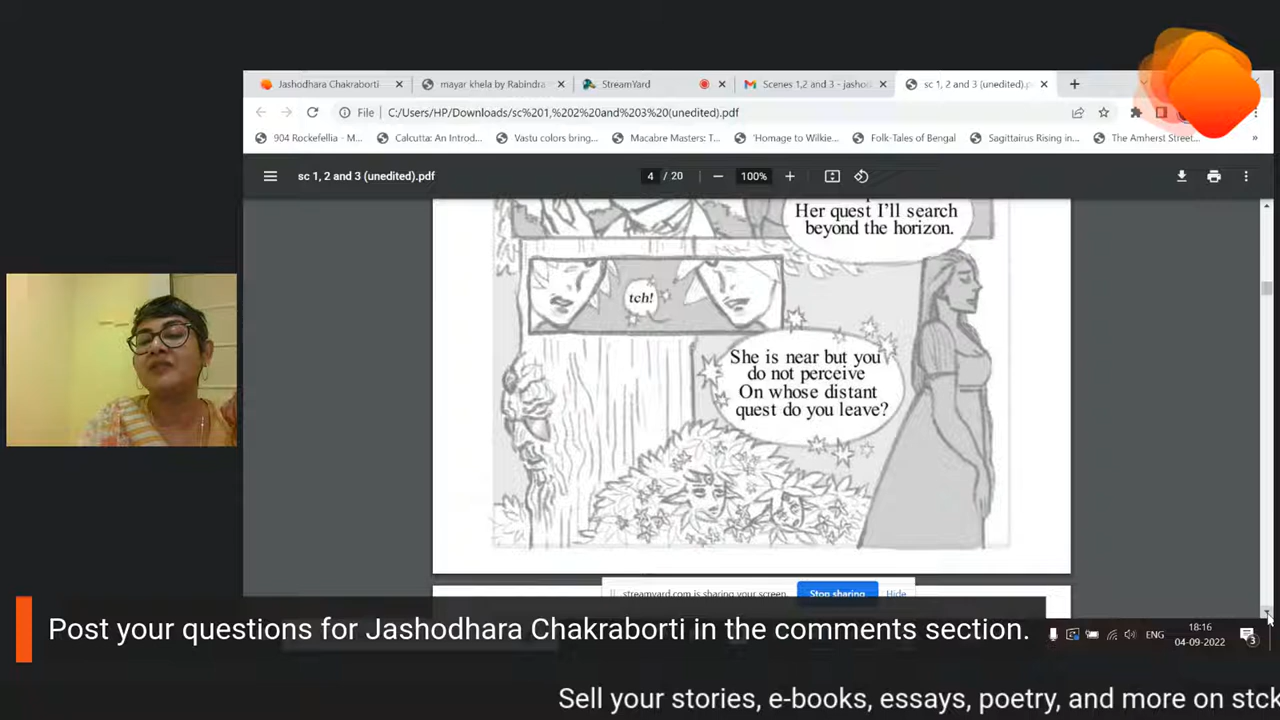 Jashodhara Chakraborti
mayar khela by Rabindra
StreamYard
Scenes 1,2 and 3 - jashos
sc 1, 2 and 3 (unedited).p
File
C:/Users/HP/Downloads/sc%201,%202%20and%203%20(unedited).pdf
904 Rockefellia · M...
Calcutta: An Introd...
Vastu colors bring...
Macabre Masters: T...
'Homage to Wilkie...
Folk-Tales of Bengal
Sagittairus Rising in...
The Amherst Street...
»
sc 1, 2 and 3 (unedited).pdf
4 / 20
100%
Her quest I'll search
beyond the horizon.
tch!
She is near but you
do not perceive
On whose distant
quest do you leave?
streamyard.com is sharing your screen.
Stop sharing
Hide
Post your questions for Jashodhara Chakraborti in the comments section.
ENG
18:16
04-09-2022
3
Sell your stories, e-books, essays, poetry, and more on stck